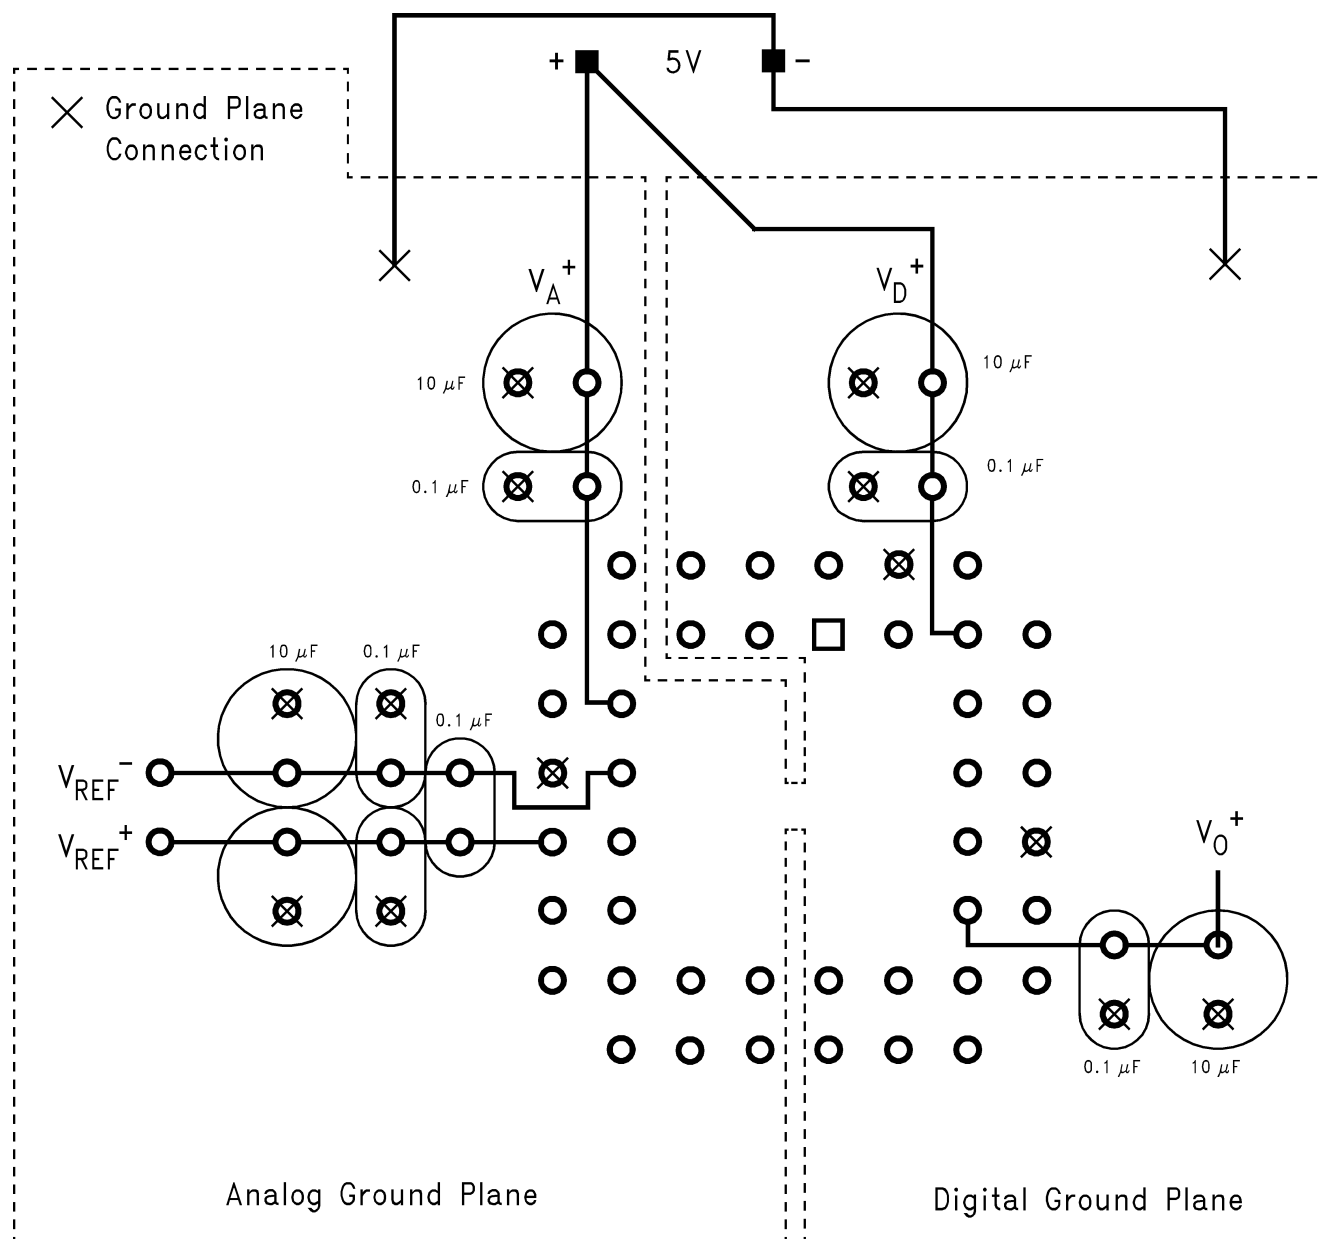 + 5V −
Ground Plane
Connection
VA+
VD+
10 µF
10 µF
0.1 µF
0.1 µF
10 µF
0.1 µF
0.1 µF
VREF−
VREF+
VO+
0.1 µF
10 µF
Analog Ground Plane
Digital Ground Plane